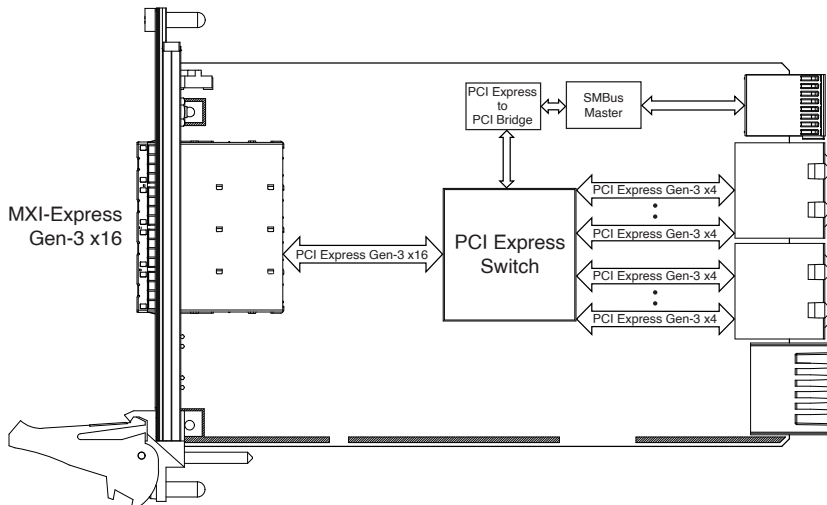 MXI-Express
Gen-3 x16
PCI Express Gen-3 x16
PCI Express
to
PCI Bridge
SMBus
Master
PCI Express
Switch
PCI Express Gen-3 x4
PCI Express Gen-3 x4
PCI Express Gen-3 x4
PCI Express Gen-3 x4